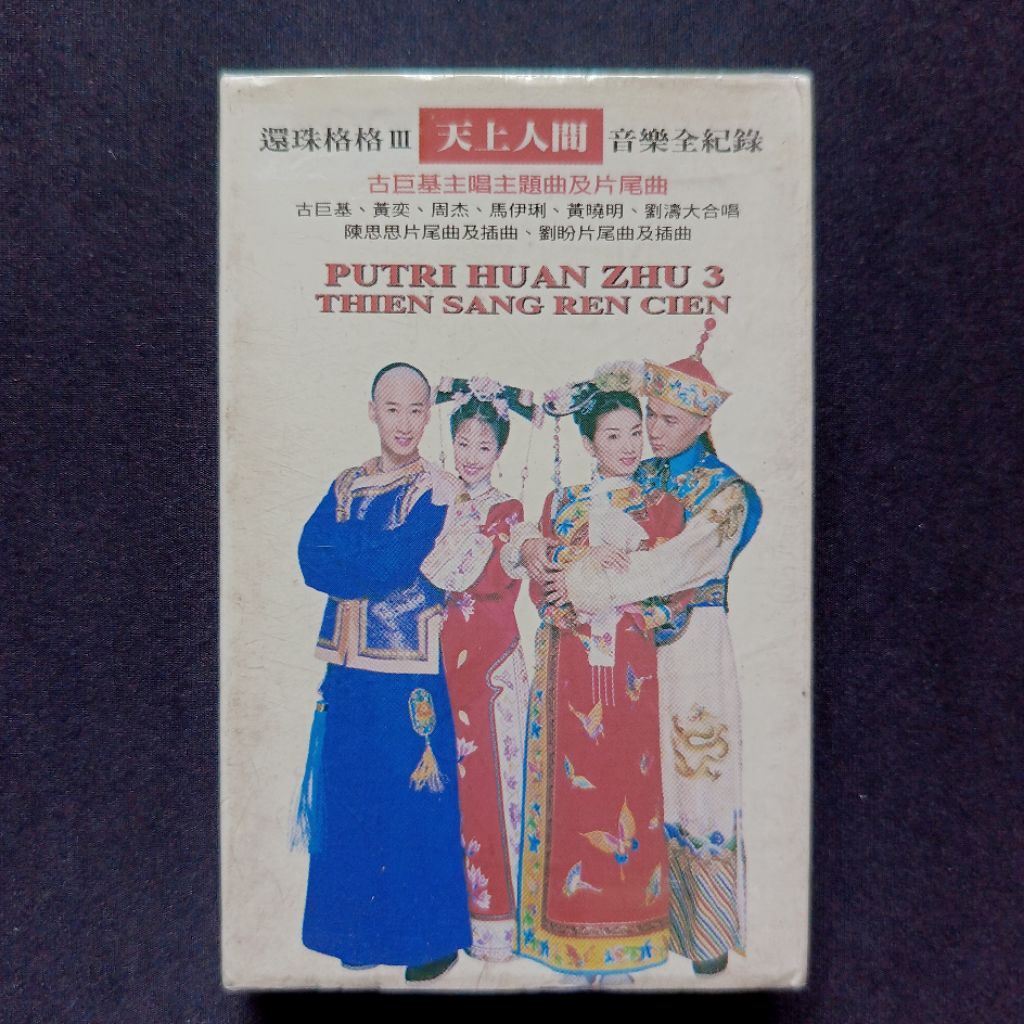 還珠格格III 天上人間 音樂全紀錄
古巨基主唱主題曲及片尾曲
古巨基、黃奕、周杰、馬伊琍、黃曉明、劉濤大合唱
陳思思片尾曲及插曲、劉盼片尾曲及插曲
PUTRI HUAN ZHU 3
THIEN SANG REN CIEN